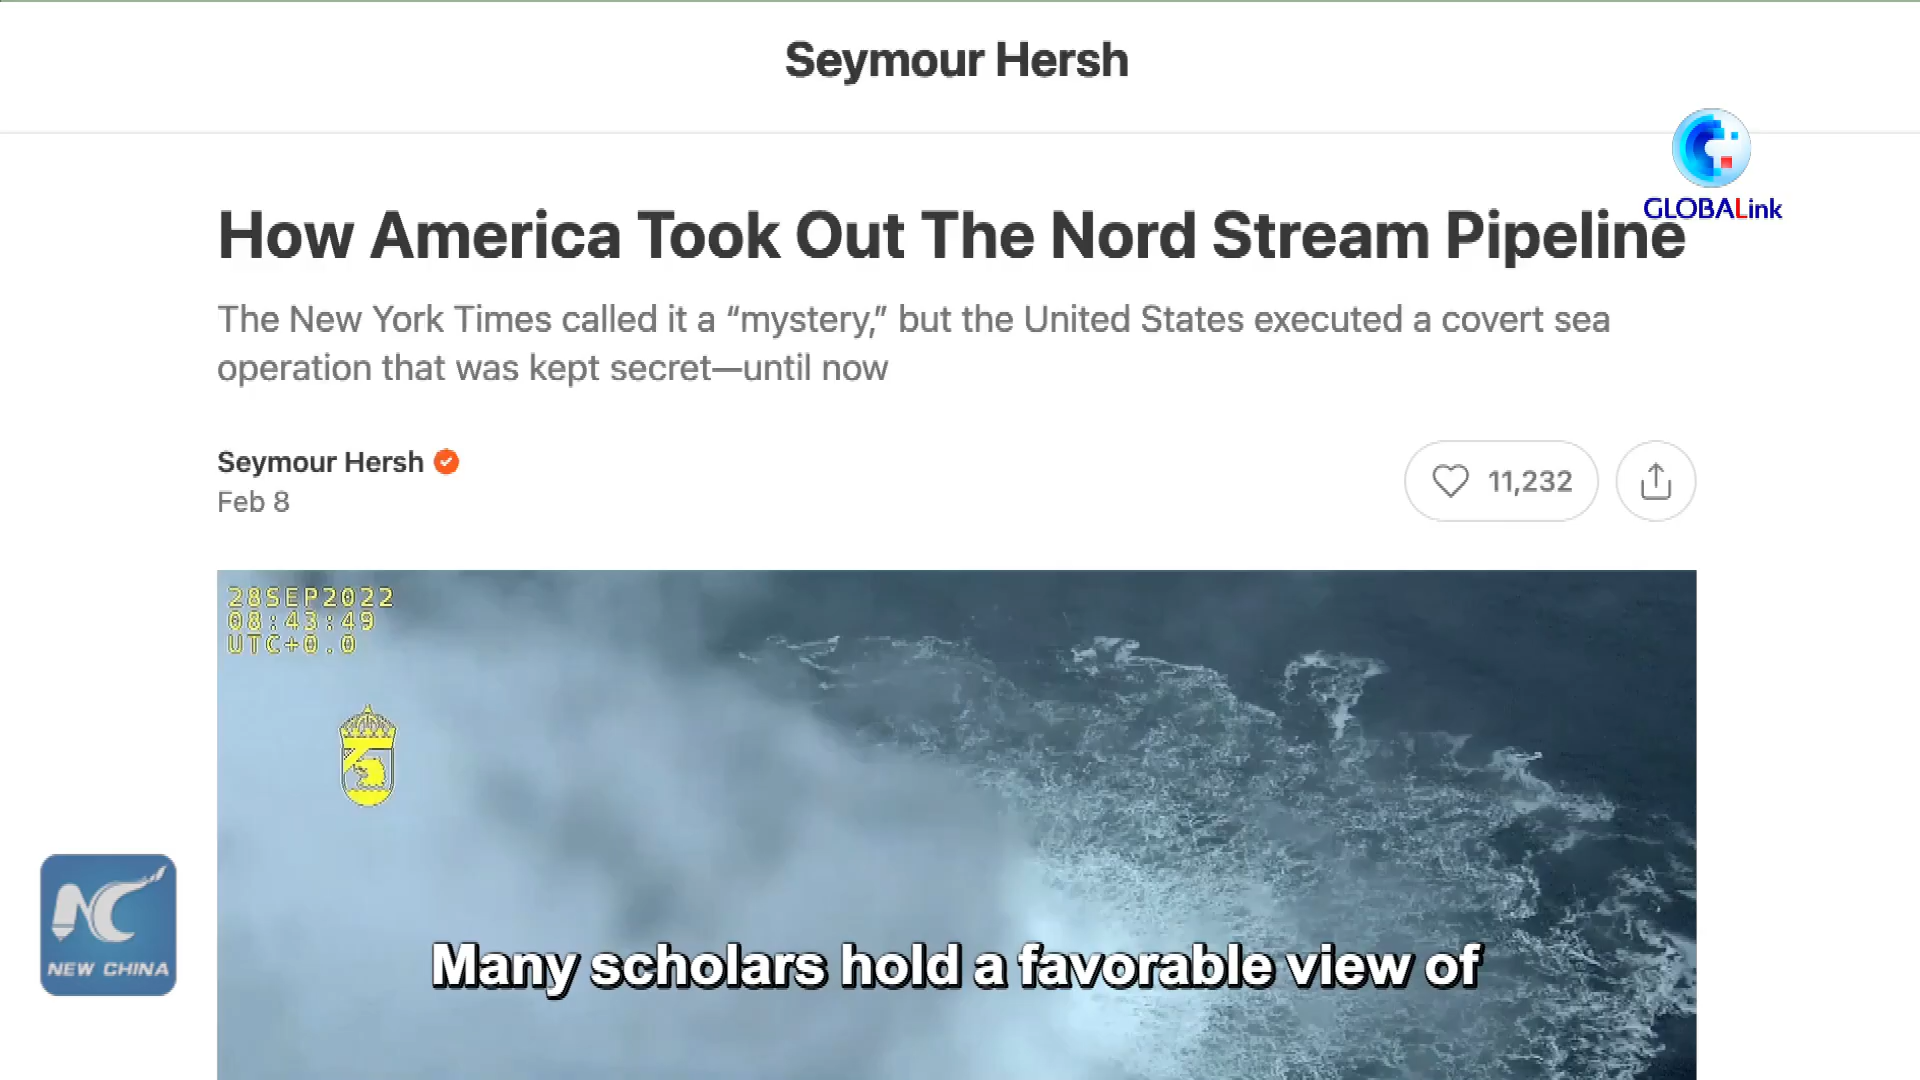 Seymour Hersh
GLOBALink
How America Took Out The Nord Stream Pipeline
The New York Times called it a “mystery,” but the United States executed a covert sea
operation that was kept secret—until now
Seymour Hersh
Feb 8
11,232
28SEP2022
08:43:49
UTC+0.0
NC
NEW CHINA
Many scholars hold a favorable view of